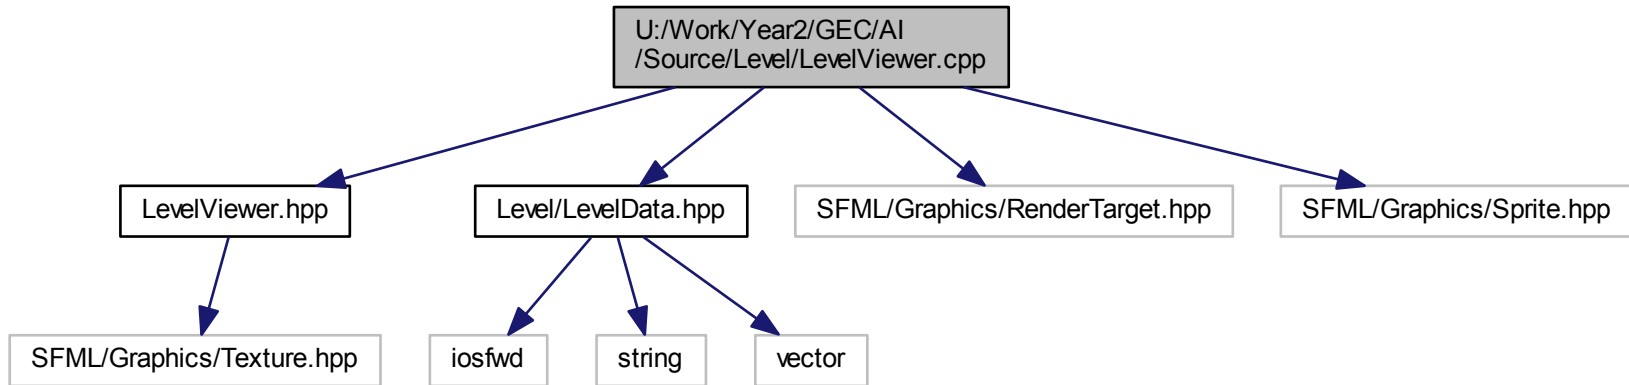 U:/Work/Year2/GEC/AI
/Source/Level/LevelViewer.cpp
LevelViewer.hpp
Level/LevelData.hpp
SFML/Graphics/RenderTarget.hpp
SFML/Graphics/Sprite.hpp
SFML/Graphics/Texture.hpp
iosfwd
string
vector